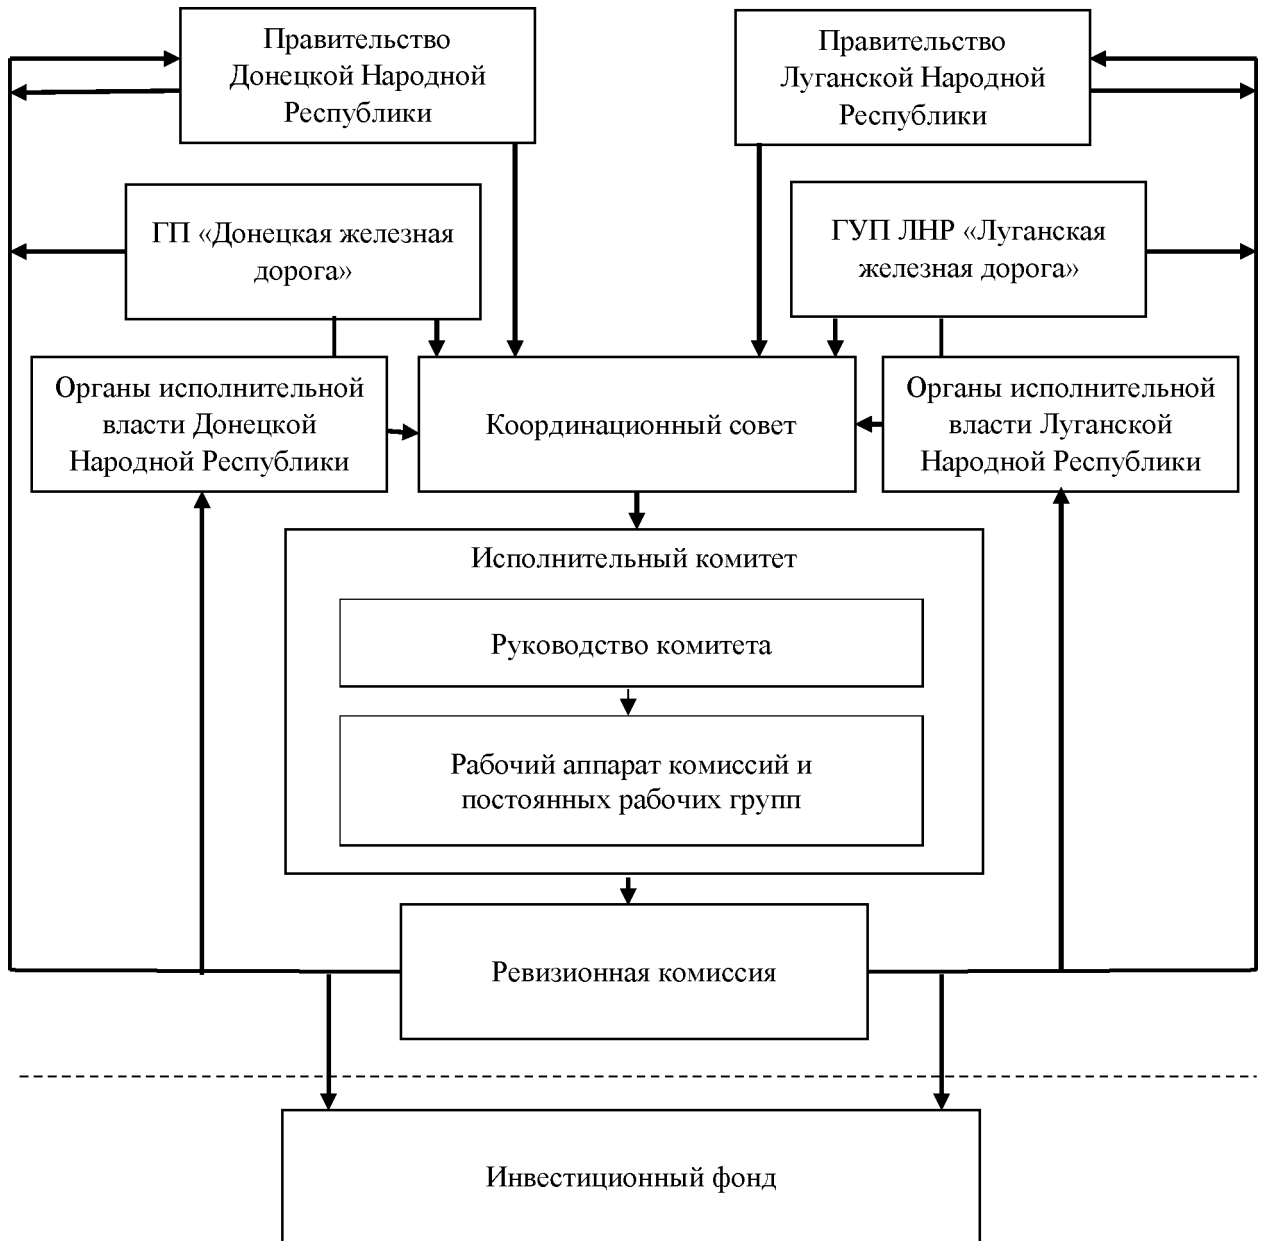 Правительство
Донецкой Народной
Республики
Правительство
Луганской Народной
Республики
ГП «Донецкая железная
дорога»
ГУП ЛНР «Луганская
железная дорога»
Органы исполнительной
власти Донецкой
Народной Республики
Координационный совет
Органы исполнительной
власти Луганской
Народной Республики
Исполнительный комитет
Руководство комитета
Рабочий аппарат комиссий и
постоянных рабочих групп
Ревизионная комиссия
Инвестиционный фонд